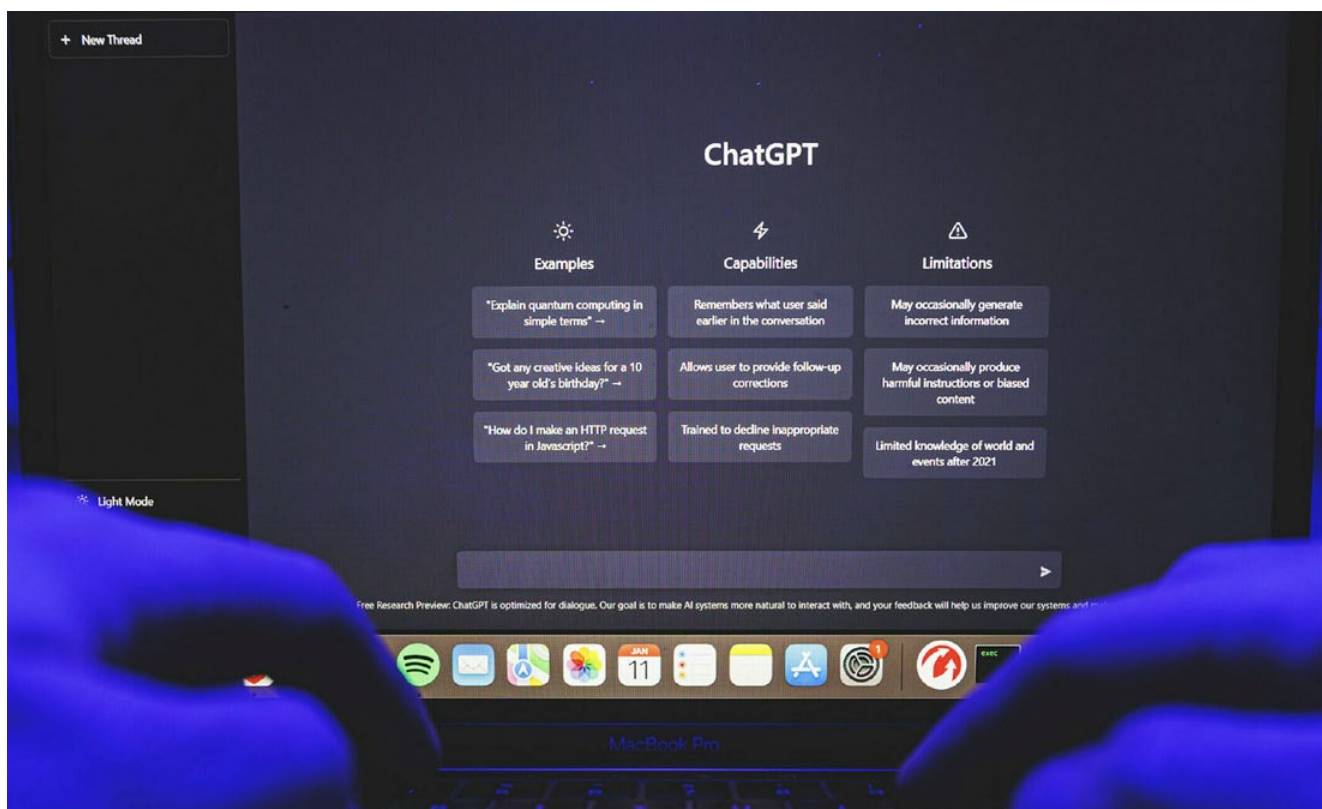 + New Thread
ChatGPT
Examples
"Explain quantum computing in
simple terms" →
"Got any creative ideas for a 10
year old's birthday?" →
"How do I make an HTTP request
in Javascript?" →
Capabilities
Remembers what user said
earlier in the conversation
Allows user to provide follow-up
corrections
Trained to decline inappropriate
requests
Limitations
May occasionally generate
incorrect information
May occasionally produce
harmful instructions or biased
content
Limited knowledge of world and
events after 2021
Light Mode
Free Research Preview: ChatGPT is optimized for dialogue. Our goal is to make AI systems more natural to interact with, and your feedback will help us improve our systems and
JAN
11
1
exec
MacBook Pro